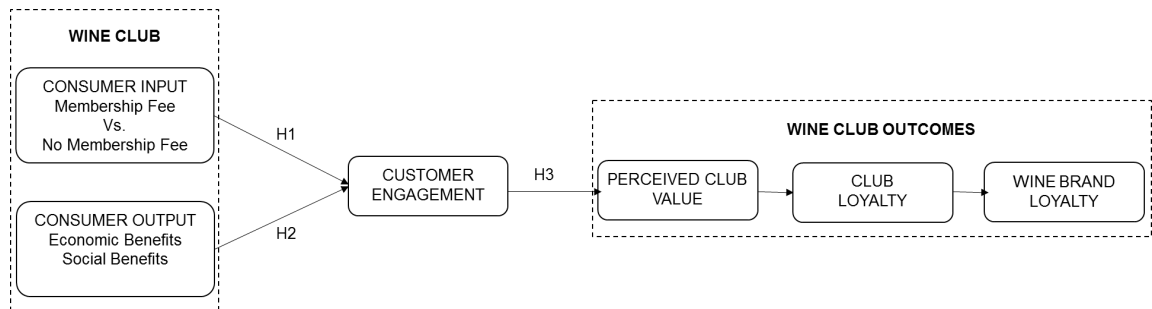 WINE CLUB
CONSUMER INPUT
Membership Fee
Vs.
No Membership Fee
CONSUMER OUTPUT
Economic Benefits
Social Benefits
H1
H2
CUSTOMER
ENGAGEMENT
H3
WINE CLUB OUTCOMES
PERCEIVED CLUB
VALUE
CLUB
LOYALTY
WINE BRAND
LOYALTY